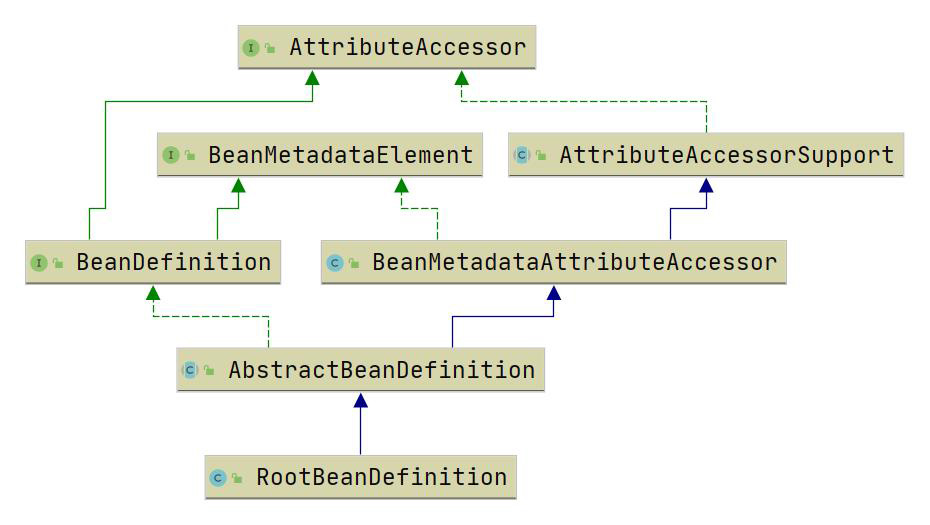 I AttributeAccessor
I BeanMetadataElement
C AttributeAccessorSupport
I BeanDefinition
C BeanMetadataAttributeAccessor
C AbstractBeanDefinition
C RootBeanDefinition